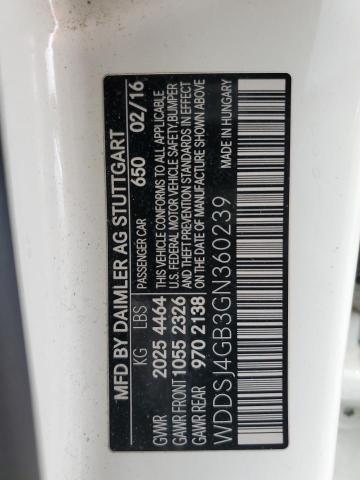 MFD BY DAIMLER AG STUTTGART
PASSENGER CAR 650 02/16
KG LBS
GVWR 2025 4464
GAWR FRONT 1055 2326
GAWR REAR 970 2138
THIS VEHICLE CONFORMS TO ALL APPLICABLE
U.S. FEDERAL MOTOR VEHICLE SAFETY, BUMPER
AND THEFT PREVENTION STANDARDS IN EFFECT
ON THE DATE OF MANUFACTURE SHOWN ABOVE
MADE IN HUNGARY
WDDSJ4GB3GN360239